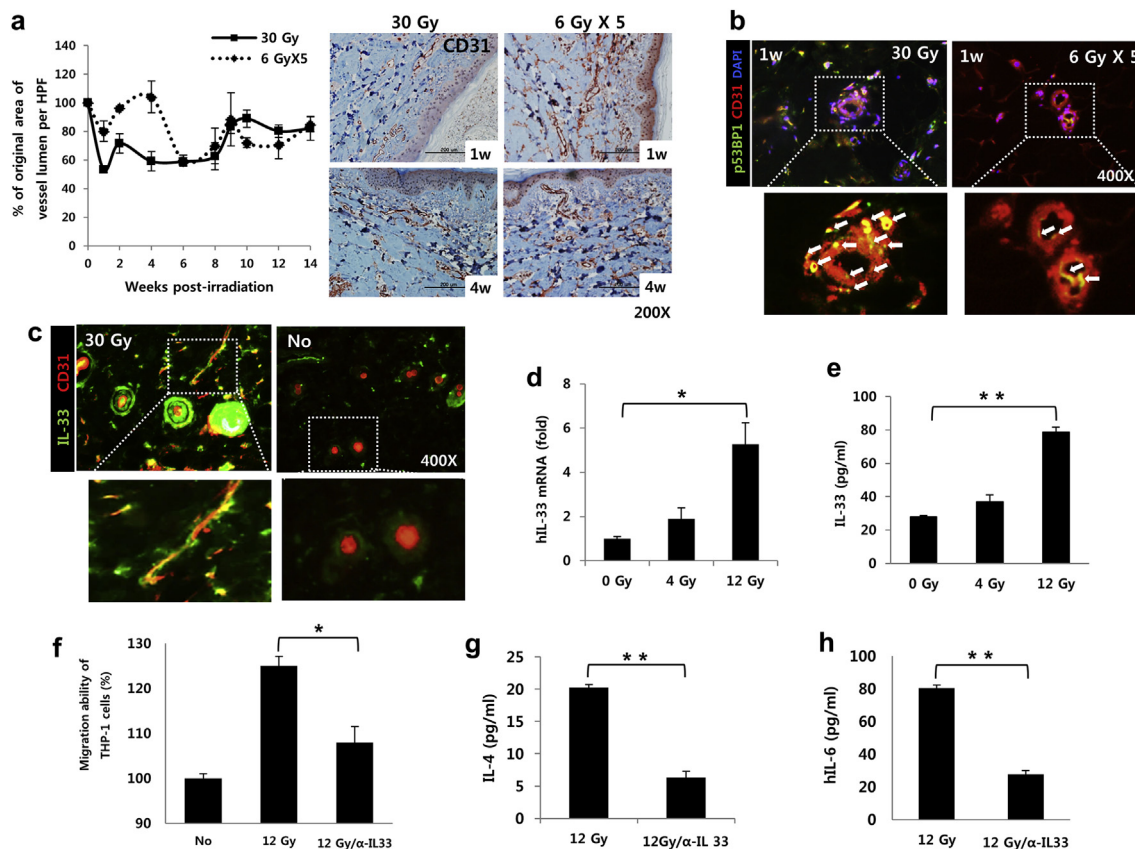 a
140
120
100
80
60
40
20
0
% of original area of
vessel lumen per HPF
0 2 4 6 8 10 12 14
Weeks post-irradiation
30 Gy
6 GyX5
30 Gy
6 Gy X 5
CD31
200 µm
1w
1w
200 µm
4w
200 µm
4w
200X
b
p53BP1 CD31 DAPI
1w
30 Gy
1w
6 Gy X 5
400X
c
IL-33 CD31
30 Gy
No
400X
d
hIL-33 mRNA (fold)
8
6
4
2
0
*
0 Gy 4 Gy 12 Gy
e
IL-33 (pg/ml)
100
80
60
40
20
0
* *
0 Gy 4 Gy 12 Gy
f
Migration ability of
THP-1 cells (%)
130
120
110
100
90
*
No 12 Gy 12 Gy/α-IL33
g
IL-4 (pg/ml)
25
20
15
10
5
0
* *
12 Gy 12Gy/α-IL 33
h
hIL-6 (pg/ml)
100
80
60
40
20
0
* *
12 Gy 12 Gy/α-IL33